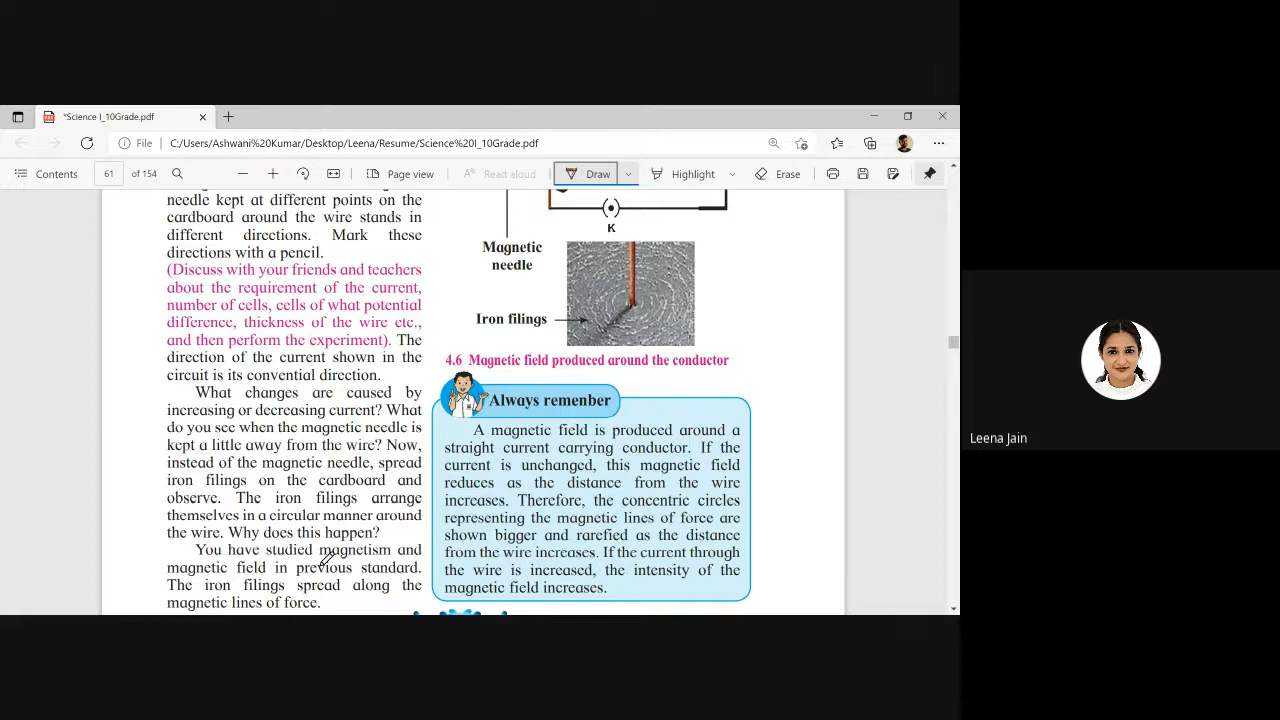 *Science I_10Grade.pdf
File
C:/Users/Ashwani%20Kumar/Desktop/Leena/Resume/Science%20I_10Grade.pdf
Contents
61
of 154
Page view
Read aloud
Draw
Highlight
Erase
needle kept at different points on the
cardboard around the wire stands in
different directions. Mark these
directions with a pencil.
(Discuss with your friends and teachers
about the requirement of the current,
number of cells, cells of what potential
difference, thickness of the wire etc.,
and then perform the experiment). The
direction of the current shown in the
circuit is its convential direction.
What changes are caused by
increasing or decreasing current? What
do you see when the magnetic needle is
kept a little away from the wire? Now,
instead of the magnetic needle, spread
iron filings on the cardboard and
observe. The iron filings arrange
themselves in a circular manner around
the wire. Why does this happen?
You have studied magnetism and
magnetic field in previous standard.
The iron filings spread along the
magnetic lines of force.
K
Magnetic
needle
Iron filings
4.6 Magnetic field produced around the conductor
Always remenber
A magnetic field is produced around a
straight current carrying conductor. If the
current is unchanged, this magnetic field
reduces as the distance from the wire
increases. Therefore, the concentric circles
representing the magnetic lines of force are
shown bigger and rarefied as the distance
from the wire increases. If the current through
the wire is increased, the intensity of the
magnetic field increases.
Leena Jain